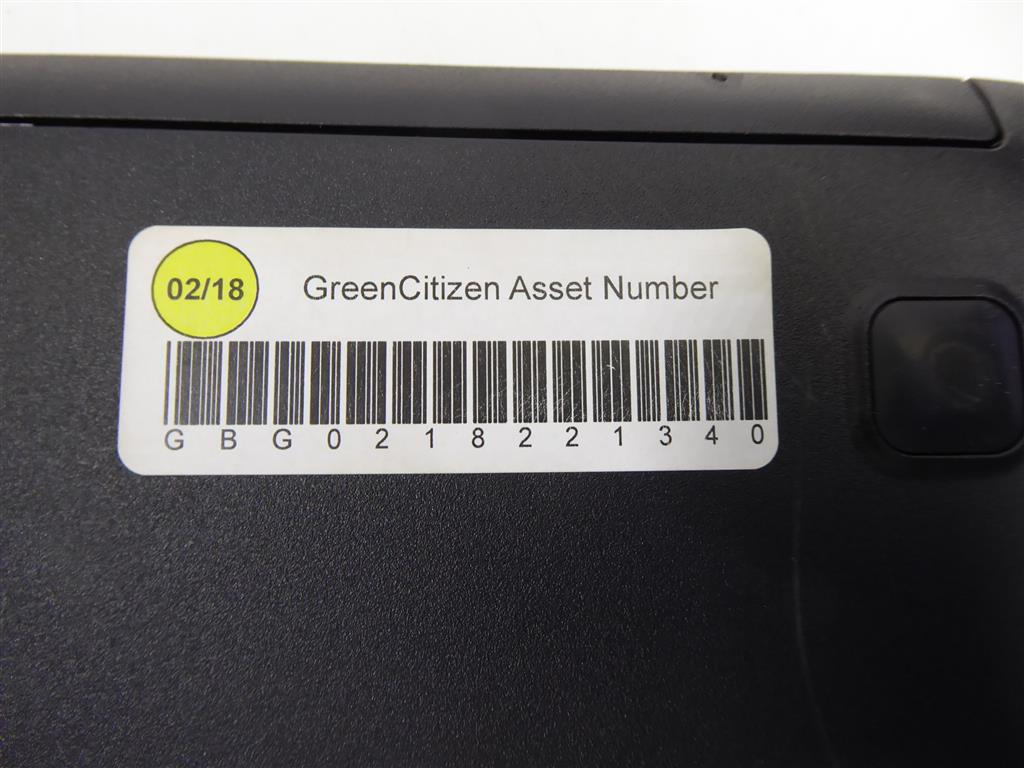 02/18 GreenCitizen Asset Number
G B G 0 2 1 8 2 2 1 3 4 0